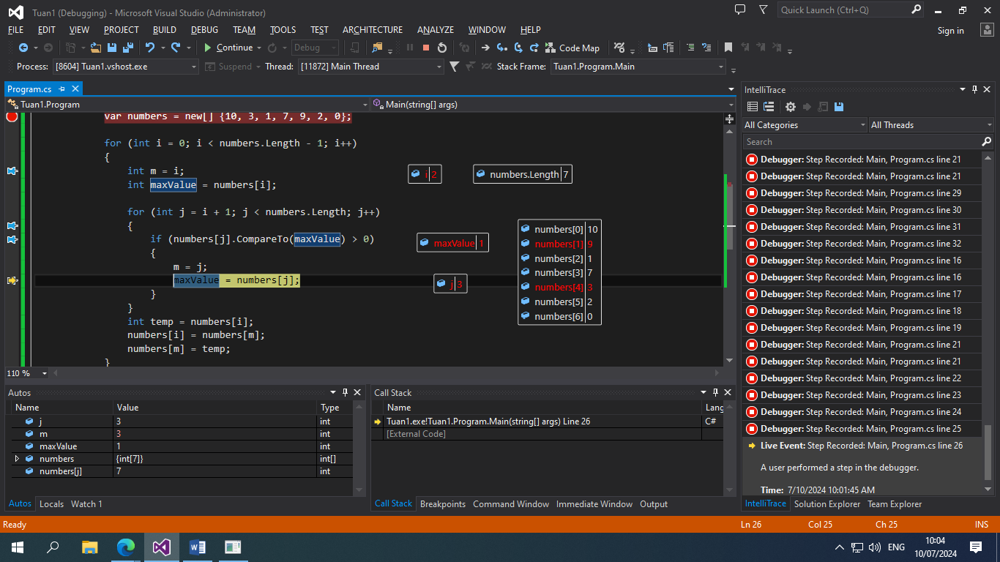 Tuan1 (Debugging) - Microsoft Visual Studio (Administrator)
Quick Launch (Ctrl+Q)
FILE EDIT VIEW PROJECT BUILD DEBUG TEAM TOOLS TEST ARCHITECTURE ANALYZE WINDOW HELP
Sign in
Continue Debug Code Map
Process: [8604] Tuan1.vshost.exe Suspend Thread: [11872] Main Thread Stack Frame: Tuan1.Program.Main
Program.cs
Tuan1.Program Main(string[] args)
var numbers = new[] {10, 3, 1, 7, 9, 2, 0};
for (int i = 0; i < numbers.Length - 1; i++)
{
int m = i; i 2 numbers.Length 7
int maxValue = numbers[i];
for (int j = i + 1; j < numbers.Length; j++)
{
if (numbers[j].CompareTo(maxValue) > 0) maxValue 1
{
m = j;
maxValue = numbers[j]; j 3
}
}
int temp = numbers[i];
numbers[i] = numbers[m];
numbers[m] = temp;
}
numbers[0] 10
numbers[1] 9
numbers[2] 1
numbers[3] 7
numbers[4] 3
numbers[5] 2
numbers[6] 0
110 %
Autos
Name Value Type
j 3 int
m 3 int
maxValue 1 int
numbers {int[7]} int[]
numbers[j] 7 int
Autos Locals Watch 1
Call Stack
Name Lang
Tuan1.exe!Tuan1.Program.Main(string[] args) Line 26 C#
[External Code]
Call Stack Breakpoints Command Window Immediate Window Output
IntelliTrace
All Categories All Threads
Search
Debugger: Step Recorded: Main, Program.cs line 21
Debugger: Step Recorded: Main, Program.cs line 21
Debugger: Step Recorded: Main, Program.cs line 29
Debugger: Step Recorded: Main, Program.cs line 30
Debugger: Step Recorded: Main, Program.cs line 31
Debugger: Step Recorded: Main, Program.cs line 32
Debugger: Step Recorded: Main, Program.cs line 16
Debugger: Step Recorded: Main, Program.cs line 16
Debugger: Step Recorded: Main, Program.cs line 17
Debugger: Step Recorded: Main, Program.cs line 18
Debugger: Step Recorded: Main, Program.cs line 19
Debugger: Step Recorded: Main, Program.cs line 21
Debugger: Step Recorded: Main, Program.cs line 21
Debugger: Step Recorded: Main, Program.cs line 22
Debugger: Step Recorded: Main, Program.cs line 23
Debugger: Step Recorded: Main, Program.cs line 24
Debugger: Step Recorded: Main, Program.cs line 25
Live Event: Step Recorded: Main, Program.cs line 26
A user performed a step in the debugger.
Time: 7/10/2024 10:01:45 AM
IntelliTrace Solution Explorer Team Explorer
Ready Ln 26 Col 25 Ch 25 INS
ENG
10:04
10/07/2024